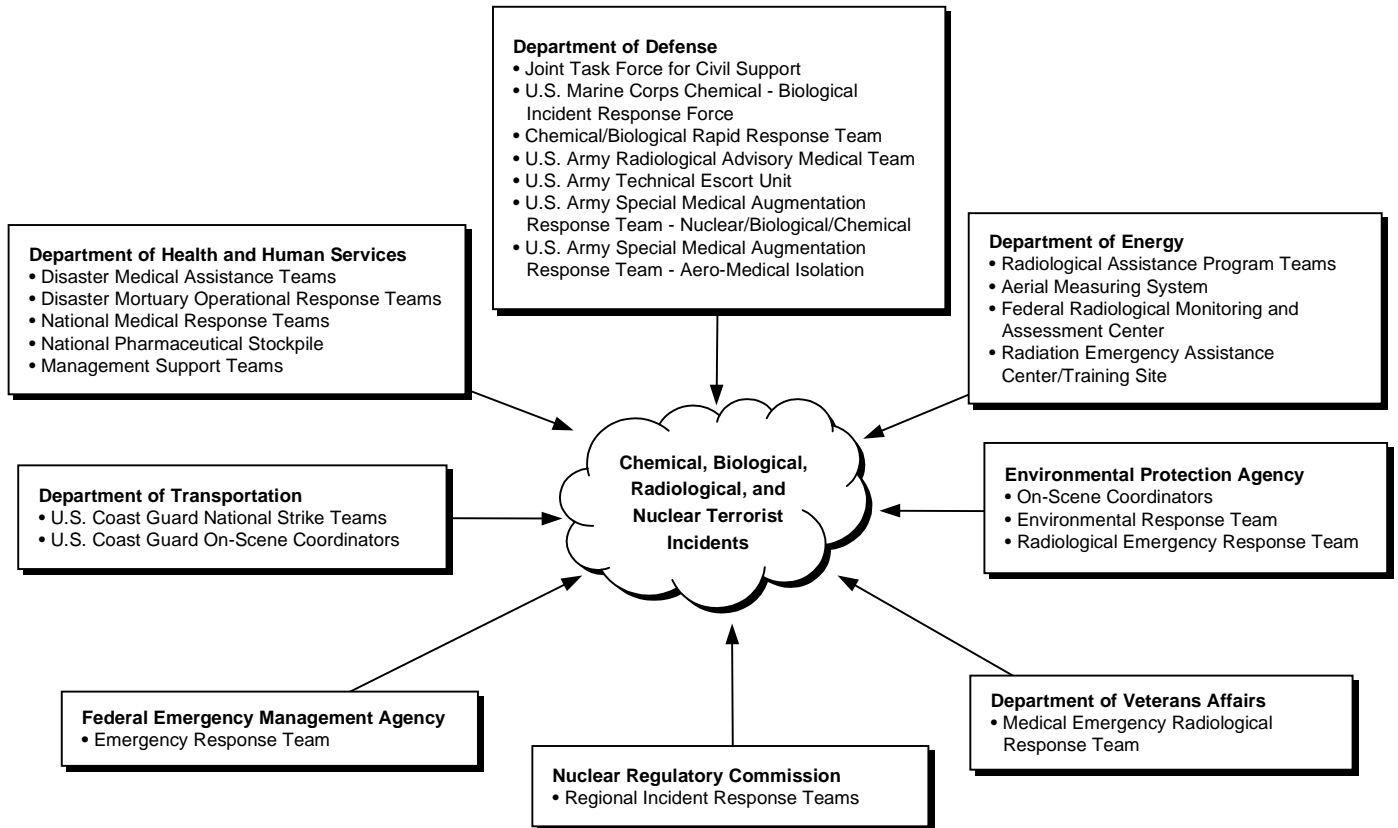 Department of Defense
• Joint Task Force for Civil Support
• U.S. Marine Corps Chemical - Biological
Incident Response Force
• Chemical/Biological Rapid Response Team
• U.S. Army Radiological Advisory Medical Team
• U.S. Army Technical Escort Unit
• U.S. Army Special Medical Augmentation
Response Team - Nuclear/Biological/Chemical
• U.S. Army Special Medical Augmentation
Response Team - Aero-Medical Isolation
Department of Health and Human Services
• Disaster Medical Assistance Teams
• Disaster Mortuary Operational Response Teams
• National Medical Response Teams
• National Pharmaceutical Stockpile
• Management Support Teams
Department of Energy
• Radiological Assistance Program Teams
• Aerial Measuring System
• Federal Radiological Monitoring and
Assessment Center
• Radiation Emergency Assistance
Center/Training Site
Chemical, Biological,
Radiological, and
Nuclear Terrorist
Incidents
Department of Transportation
• U.S. Coast Guard National Strike Teams
• U.S. Coast Guard On-Scene Coordinators
Environmental Protection Agency
• On-Scene Coordinators
• Environmental Response Team
• Radiological Emergency Response Team
Federal Emergency Management Agency
• Emergency Response Team
Nuclear Regulatory Commission
• Regional Incident Response Teams
Department of Veterans Affairs
• Medical Emergency Radiological
Response Team